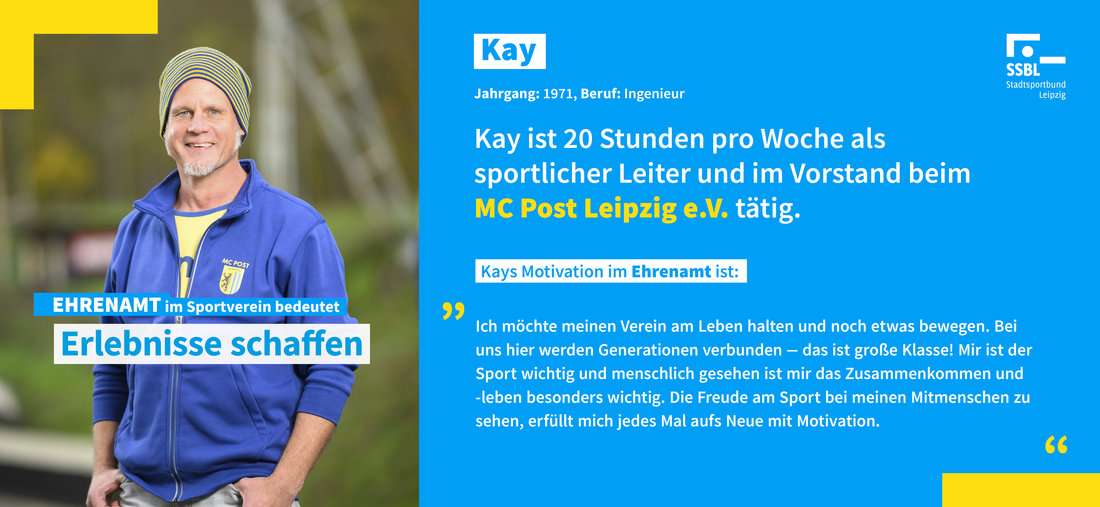 MC POST
EHRENAMT im Sportverein bedeutet
Erlebnisse schaffen
Kay
SSBL
Stadtsportbund
Leipzig
Jahrgang: 1971, Beruf: Ingenieur
Kay ist 20 Stunden pro Woche als
sportlicher Leiter und im Vorstand beim
MC Post Leipzig e.V. tätig.
Kays Motivation im Ehrenamt ist:
” Ich möchte meinen Verein am Leben halten und noch etwas bewegen. Bei
uns hier werden Generationen verbunden – das ist große Klasse! Mir ist der
Sport wichtig und menschlich gesehen ist mir das Zusammenkommen und
-leben besonders wichtig. Die Freude am Sport bei meinen Mitmenschen zu
sehen, erfüllt mich jedes Mal aufs Neue mit Motivation. “